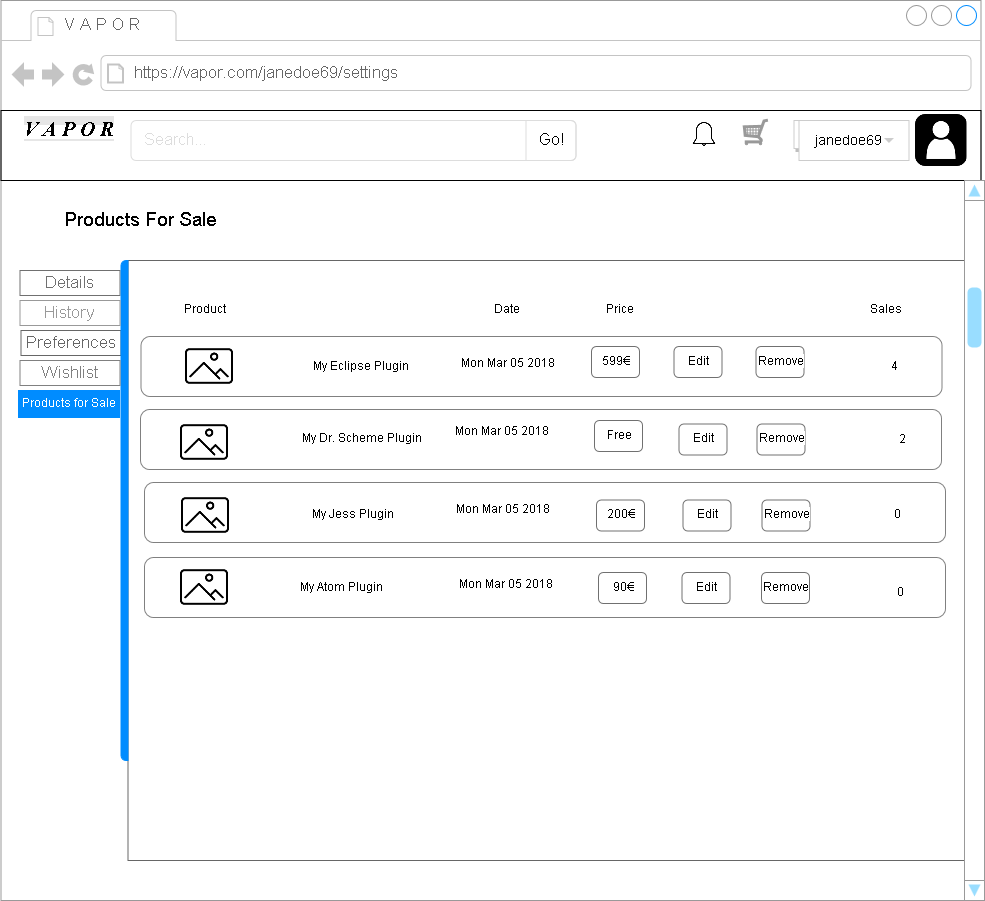 VAPOR
https://vapor.com/janedoe69/settings
VAPOR
Search...
Go!
janedoe69
Products For Sale
Details
History
Preferences
Wishlist
Products for Sale
Product Date Price Sales
My Eclipse Plugin Mon Mar 05 2018 599€ Edit Remove 4
My Dr. Scheme Plugin Mon Mar 05 2018 Free Edit Remove 2
My Jess Plugin Mon Mar 05 2018 200€ Edit Remove 0
My Atom Plugin Mon Mar 05 2018 90€ Edit Remove 0